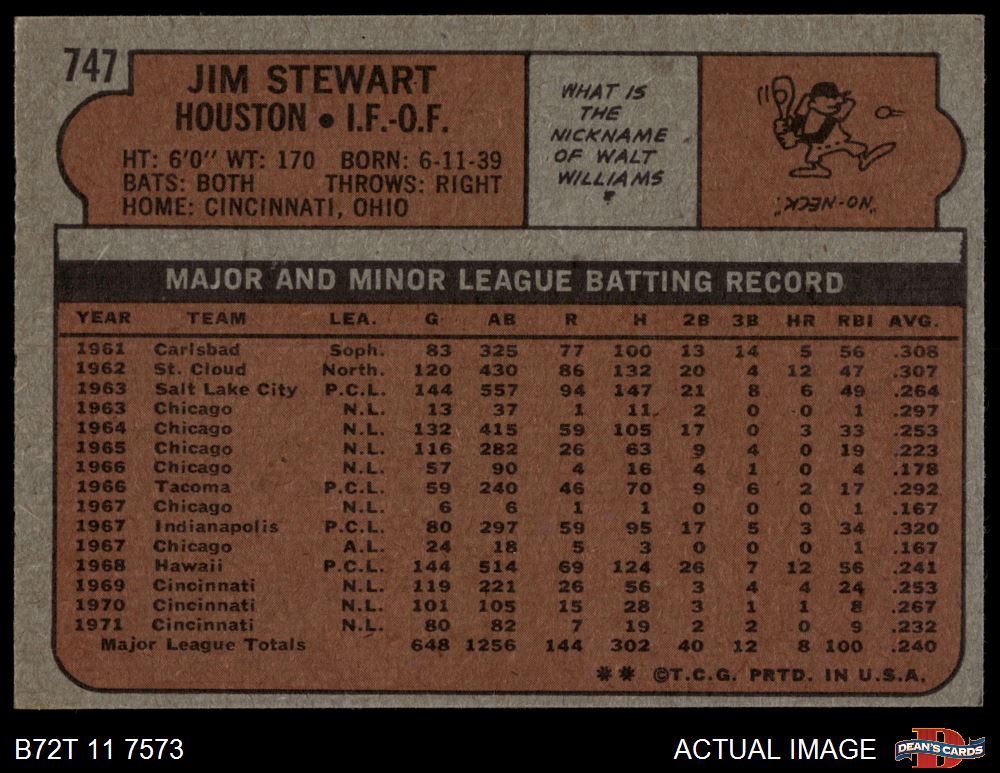 747
JIM STEWART
HOUSTON • I.F.-O.F.
HT: 6'0" WT: 170 BORN: 6-11-39
BATS: BOTH THROWS: RIGHT
HOME: CINCINNATI, OHIO
WHAT IS
THE
NICKNAME
OF WALT
WILLIAMS
?
"NO-NECK"
MAJOR AND MINOR LEAGUE BATTING RECORD
YEAR TEAM LEA. G AB R H 2B 3B HR RBI AVG.
1961 Carlsbad Soph. 83 325 77 100 13 14 5 56 .308
1962 St. Cloud North. 120 430 86 132 20 4 12 47 .307
1963 Salt Lake City P.C.L. 144 557 94 147 21 8 6 49 .264
1963 Chicago N.L. 13 37 1 11 2 0 0 1 .297
1964 Chicago N.L. 132 415 59 105 17 0 3 33 .253
1965 Chicago N.L. 116 282 26 63 9 4 0 19 .223
1966 Chicago N.L. 57 90 4 16 4 1 0 4 .178
1966 Tacoma P.C.L. 59 240 46 70 9 6 2 17 .292
1967 Chicago N.L. 6 6 1 1 0 0 0 1 .167
1967 Indianapolis P.C.L. 80 297 59 95 17 5 3 34 .320
1967 Chicago A.L. 24 18 5 3 0 0 0 1 .167
1968 Hawaii P.C.L. 144 514 69 124 26 7 12 56 .241
1969 Cincinnati N.L. 119 221 26 56 3 4 4 24 .253
1970 Cincinnati N.L. 101 105 15 28 3 1 1 8 .267
1971 Cincinnati N.L. 80 82 7 19 2 2 0 9 .232
Major League Totals 648 1256 144 302 40 12 8 100 .240
** ©T.C.G. PRTD. IN U.S.A.
B72T 11 7573
ACTUAL IMAGE
D
DEAN'S CARDS